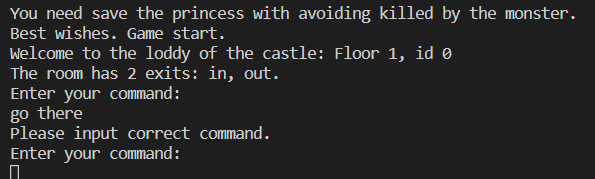 You need save the princess with avoiding killed by the monster.
Best wishes. Game start.
Welcome to the loddy of the castle: Floor 1, id 0
The room has 2 exits: in, out.
Enter your command:
go there
Please input correct command.
Enter your command: